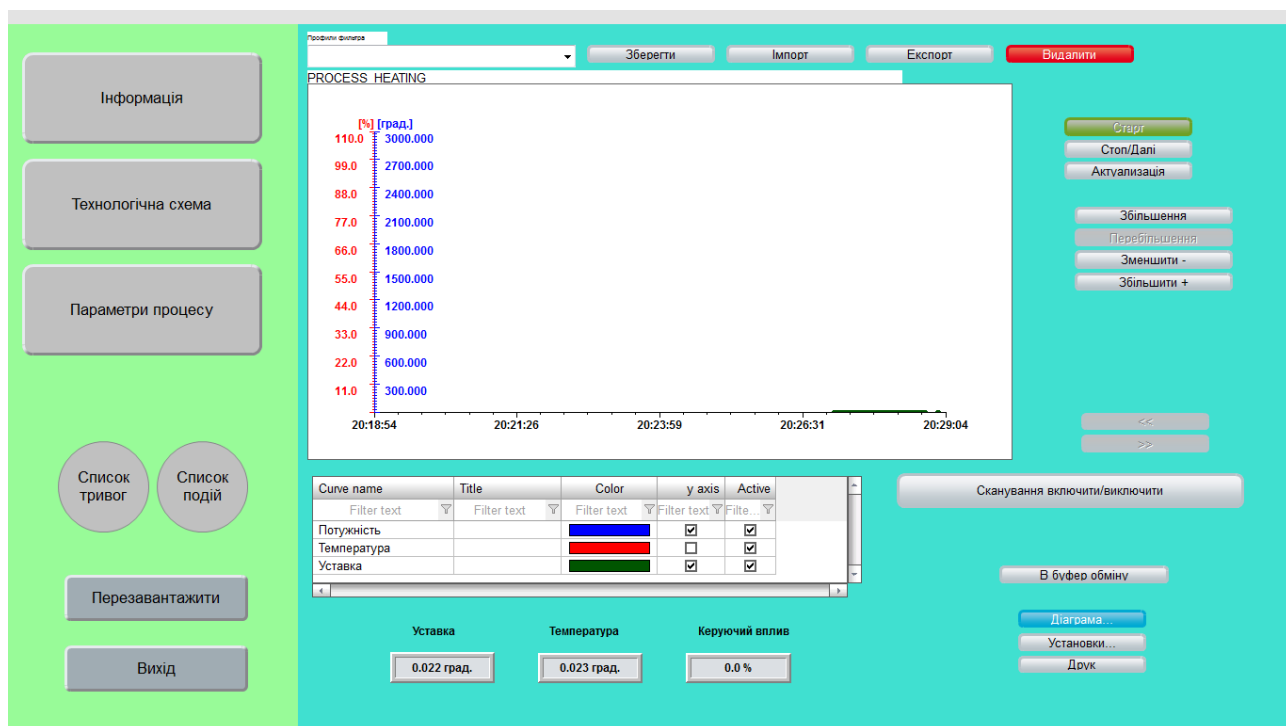 Профили фильтра
Зберегти
Імпорт
Експорт
Видалити
PROCESS HEATING
Інформація
Технологічна схема
Параметри процесу
Список тривог
Список подій
Перезавантажити
Вихід
[%] [град.]
110.0 3000.000
99.0 2700.000
88.0 2400.000
77.0 2100.000
66.0 1800.000
55.0 1500.000
44.0 1200.000
33.0 900.000
22.0 600.000
11.0 300.000
20:18:54 20:21:26 20:23:59 20:26:31 20:29:04
Старт
Стоп/Далі
Актуализація
Збільшення
Перебільшення
Зменшити -
Збільшити +
<<
>>
Curve name Title Color y axis Active
Filter text Filter text Filter text Filter text Filte...
Потужність
Температура
Уставка
Сканування включити/виключити
В буфер обміну
Діаграма...
Установки...
Друк
Уставка Температура Керуючий вплив
0.022 град. 0.023 град. 0.0 %